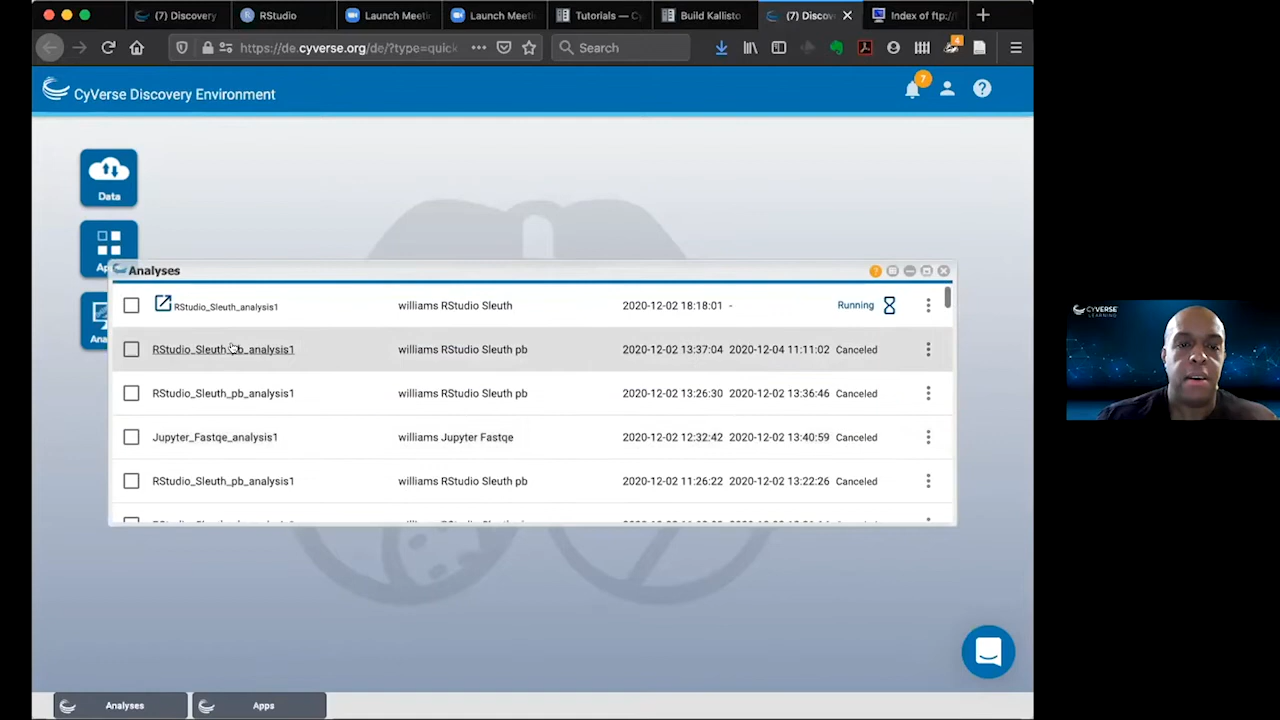 (7) Discovery
RStudio
Launch Meeti
Launch Meeti
Tutorials — Cy
Build Kallisto
(7) Discov
Index of ftp://
https://de.cyverse.org/de/?type=quick
Search
4
CyVerse Discovery Environment
7
Data
Ap
Ana
Analyses
RStudio_Sleuth_analysis1 williams RStudio Sleuth 2020-12-02 18:18:01 - Running
RStudio_Sleuth_pb_analysis1 williams RStudio Sleuth pb 2020-12-02 13:37:04 2020-12-04 11:11:02 Canceled
RStudio_Sleuth_pb_analysis1 williams RStudio Sleuth pb 2020-12-02 13:26:30 2020-12-02 13:36:46 Canceled
Jupyter_Fastqe_analysis1 williams Jupyter Fastqe 2020-12-02 12:32:42 2020-12-02 13:40:59 Canceled
RStudio_Sleuth_pb_analysis1 williams RStudio Sleuth pb 2020-12-02 11:26:22 2020-12-02 13:22:26 Canceled
CYVERSE
LEARNING
Analyses
Apps